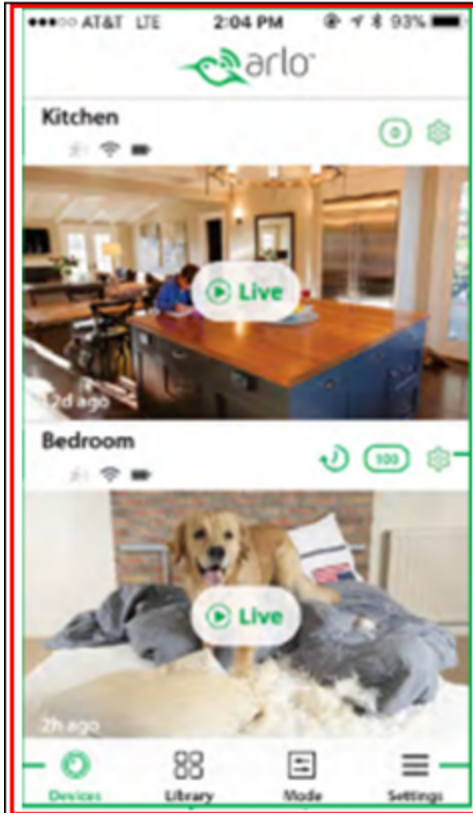 AT&T LTE 2:04 PM 93%
arlo
Kitchen
0
Live
12d ago
Bedroom
100
Live
2h ago
Devices Library Mode Settings